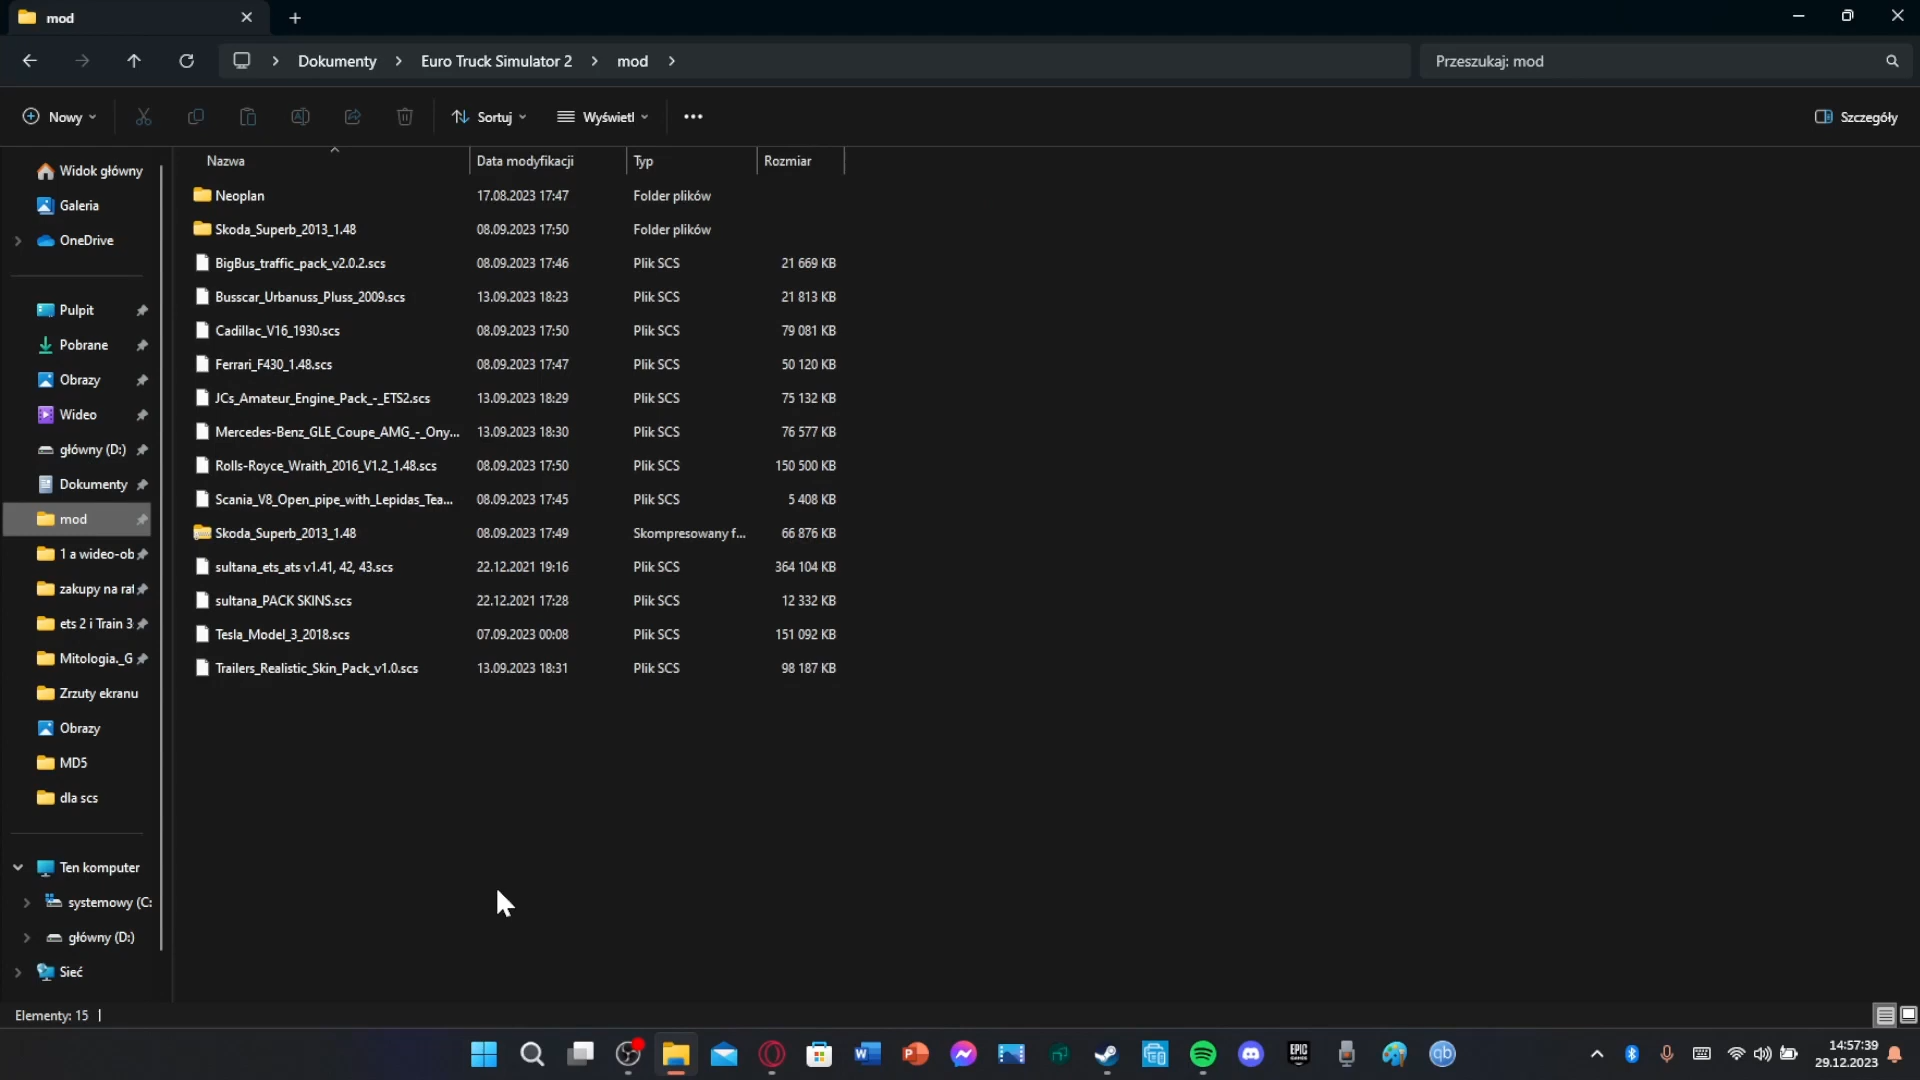 mod
Dokumenty > Euro Truck Simulator 2 > mod >
Przeszukaj: mod
Nowy
Sortuj
Wyświetl
Szczegóły
Nazwa Data modyfikacji Typ Rozmiar
Widok główny
Galeria
OneDrive
Pulpit
Pobrane
Obrazy
Wideo
główny (D:)
Dokumenty
mod
1 a wideo-ob
zakupy na rat
ets 2 i Train 3
Mitologia._G
Zrzuty ekranu
Obrazy
MD5
dla scs
Ten komputer
systemowy (C:
główny (D:)
Sieć
Neoplan 17.08.2023 17:47 Folder plików
Skoda_Superb_2013_1.48 08.09.2023 17:50 Folder plików
BigBus_traffic_pack_v2.0.2.scs 08.09.2023 17:46 Plik SCS 21 669 KB
Busscar_Urbanuss_Pluss_2009.scs 13.09.2023 18:23 Plik SCS 21 813 KB
Cadillac_V16_1930.scs 08.09.2023 17:50 Plik SCS 79 081 KB
Ferrari_F430_1.48.scs 08.09.2023 17:47 Plik SCS 50 120 KB
JCs_Amateur_Engine_Pack_-_ETS2.scs 13.09.2023 18:29 Plik SCS 75 132 KB
Mercedes-Benz_GLE_Coupe_AMG_-_Ony... 13.09.2023 18:30 Plik SCS 76 577 KB
Rolls-Royce_Wraith_2016_V1.2_1.48.scs 08.09.2023 17:50 Plik SCS 150 500 KB
Scania_V8_Open_pipe_with_Lepidas_Tea... 08.09.2023 17:45 Plik SCS 5 408 KB
Skoda_Superb_2013_1.48 08.09.2023 17:49 Skompresowany f... 66 876 KB
sultana_ets_ats v1.41, 42, 43.scs 22.12.2021 19:16 Plik SCS 364 104 KB
sultana_PACK SKINS.scs 22.12.2021 17:28 Plik SCS 12 332 KB
Tesla_Model_3_2018.scs 07.09.2023 00:08 Plik SCS 151 092 KB
Trailers_Realistic_Skin_Pack_v1.0.scs 13.09.2023 18:31 Plik SCS 98 187 KB
Elementy: 15
W
P
EPIC
GAMES
qb
14:57:39
29.12.2023